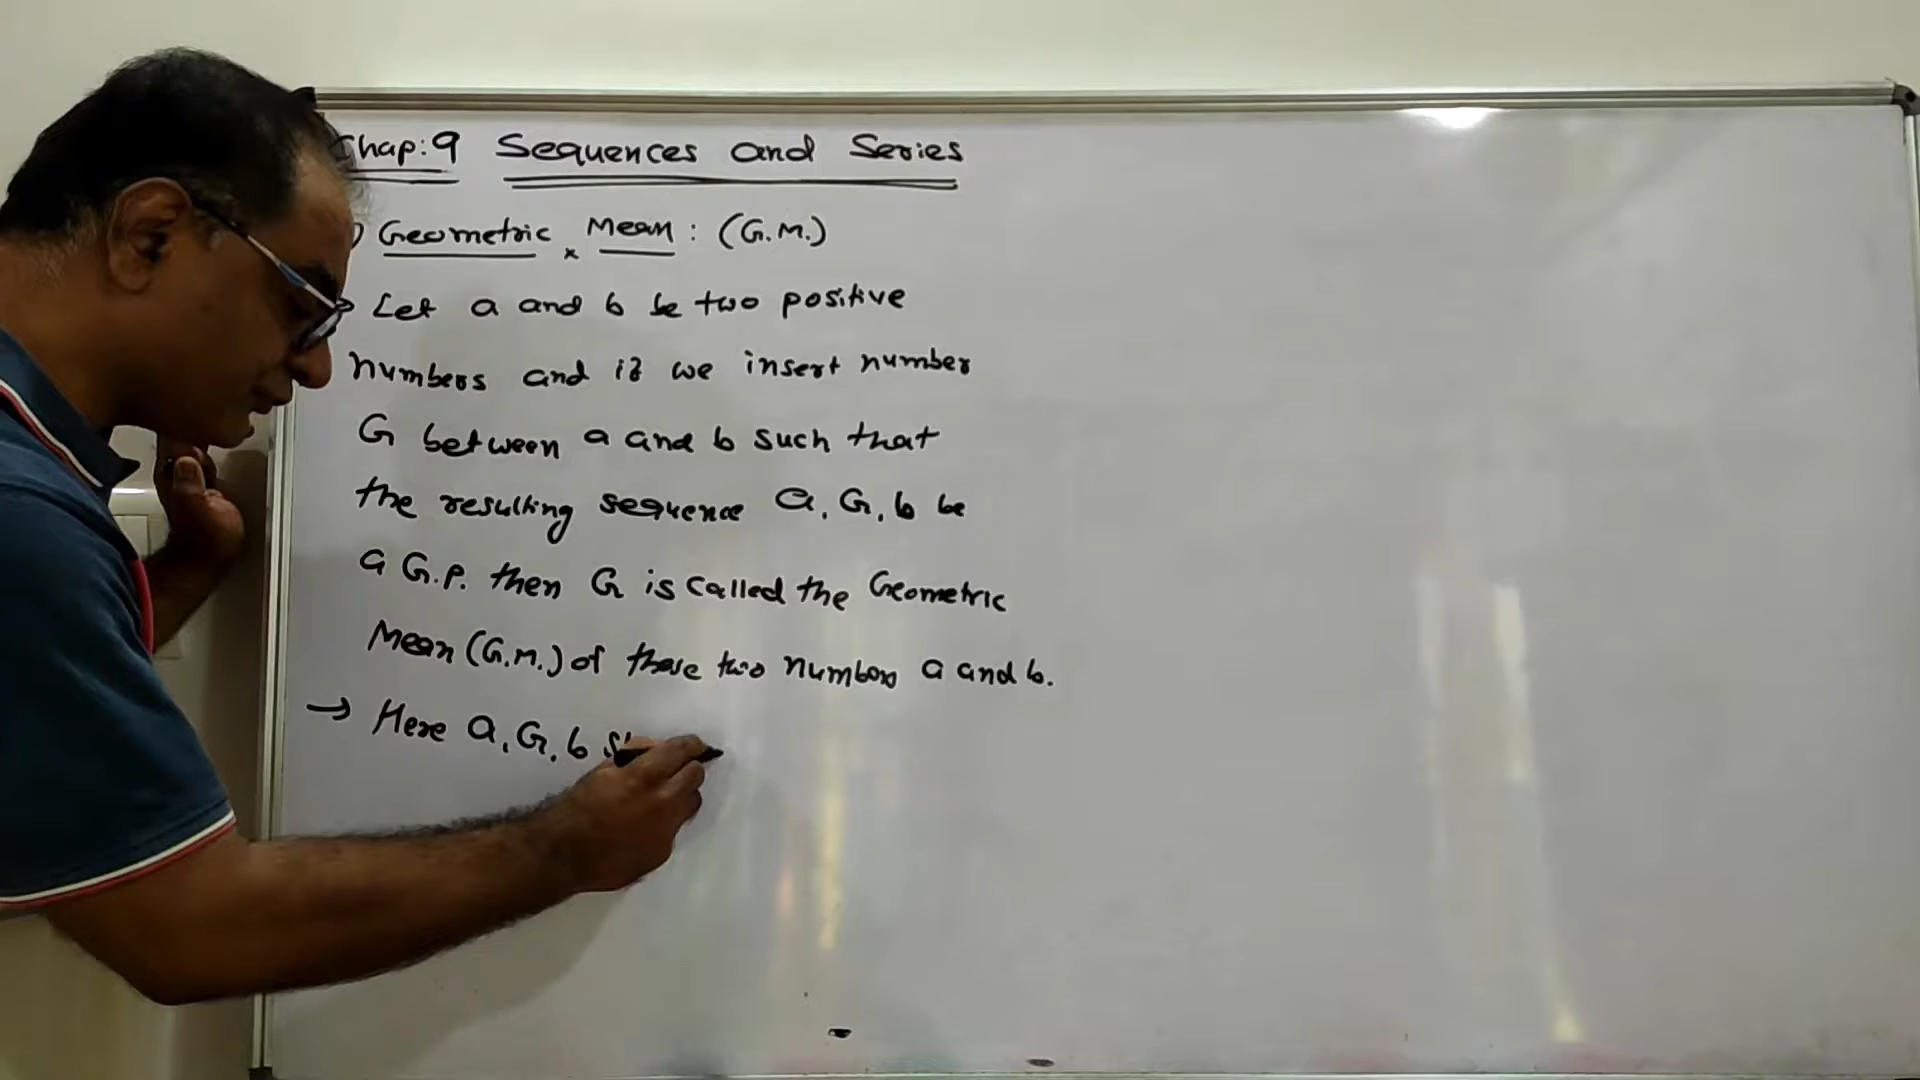 Chap:9 Sequences and Series
Geometric Mean: (G.M.)
→ Let a and b be two positive
numbers and if we insert number
G between a and b such that
the resulting sequence a, G, b be
a G.P. then G is called the Geometric
Mean (G.M.) of these two numbers a and b.
→ Here a, G, b